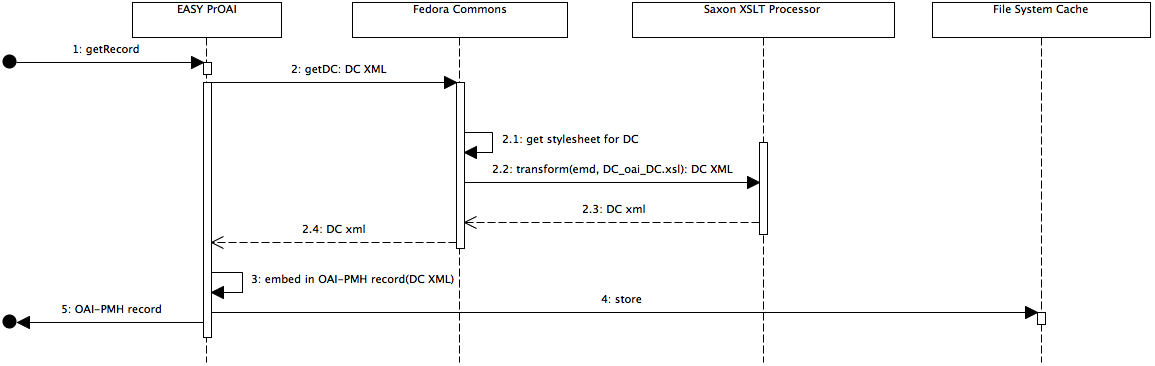 EASY PrOAI
Fedora Commons
Saxon XSLT Processor
File System Cache
1: getRecord
2: getDC: DC XML
2.1: get stylesheet for DC
2.2: transform(emd, DC_oai_DC.xsl): DC XML
2.3: DC xml
2.4: DC xml
3: embed in OAI-PMH record(DC XML)
4: store
5: OAI-PMH record